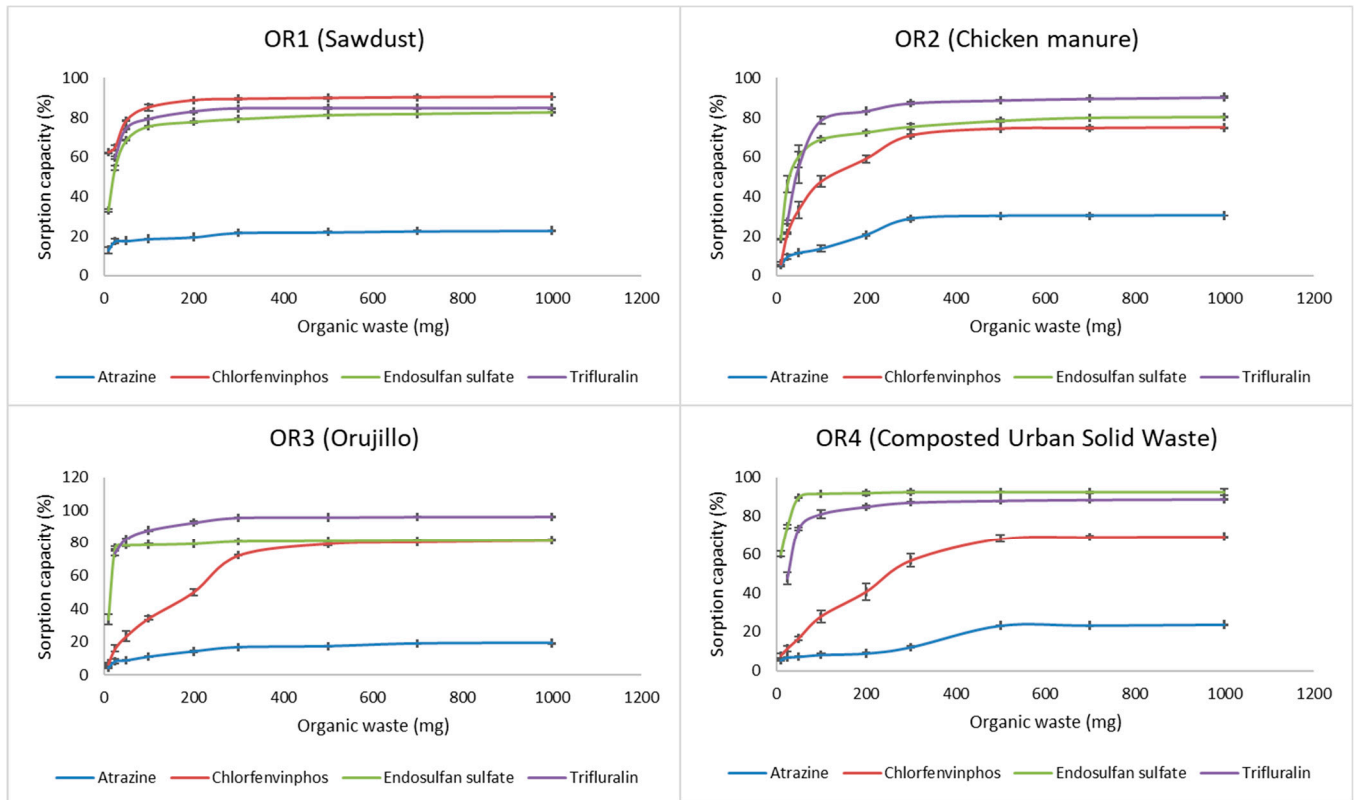 OR1 (Sawdust)
Sorption capacity (%)
100
80
60
40
20
0
0 200 400 600 800 1000 1200
Organic waste (mg)
Atrazine Chlorfenvinphos Endosulfan sulfate Trifluralin
OR2 (Chicken manure)
Sorption capacity (%)
100
80
60
40
20
0
0 200 400 600 800 1000 1200
Organic waste (mg)
Atrazine Chlorfenvinphos Endosulfan sulfate Trifluralin
OR3 (Orujillo)
Sorption capacity (%)
120
100
80
60
40
20
0
0 200 400 600 800 1000 1200
Organic waste (mg)
Atrazine Chlorfenvinphos Endosulfan sulfate Trifluralin
OR4 (Composted Urban Solid Waste)
Sorption capacity (%)
100
80
60
40
20
0
0 200 400 600 800 1000 1200
Organic waste (mg)
Atrazine Chlorfenvinphos Endosulfan sulfate Trifluralin